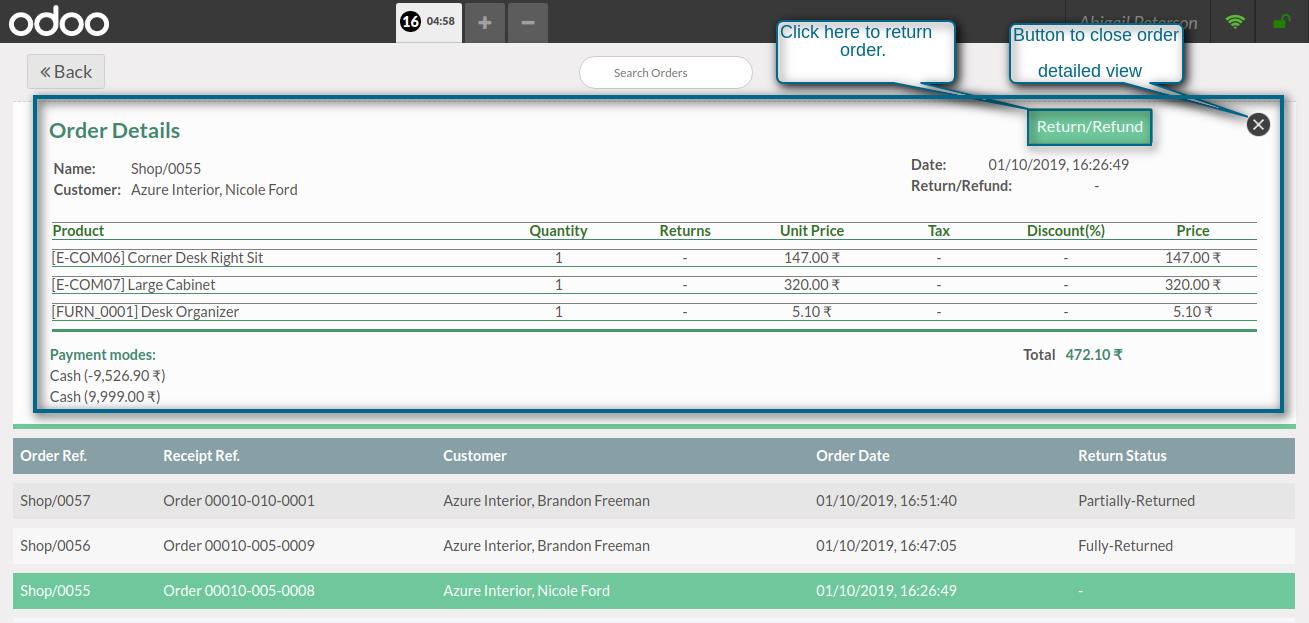 odoo
16 04:58
Abigail Peterson
Click here to return
order.
Button to close order
detailed view
Back
Search Orders
Order Details
Return/Refund
Name: Shop/0055
Date: 01/10/2019, 16:26:49
Customer: Azure Interior, Nicole Ford
Return/Refund: -
Product Quantity Returns Unit Price Tax Discount(%) Price
[E-COM06] Corner Desk Right Sit 1 - 147.00 ₹ - - 147.00 ₹
[E-COM07] Large Cabinet 1 - 320.00 ₹ - - 320.00 ₹
[FURN_0001] Desk Organizer 1 - 5.10 ₹ - - 5.10 ₹
Payment modes:
Total 472.10 ₹
Cash (-9,526.90 ₹)
Cash (9,999.00 ₹)
Order Ref. Receipt Ref. Customer Order Date Return Status
Shop/0057 Order 00010-010-0001 Azure Interior, Brandon Freeman 01/10/2019, 16:51:40 Partially-Returned
Shop/0056 Order 00010-005-0009 Azure Interior, Brandon Freeman 01/10/2019, 16:47:05 Fully-Returned
Shop/0055 Order 00010-005-0008 Azure Interior, Nicole Ford 01/10/2019, 16:26:49 -